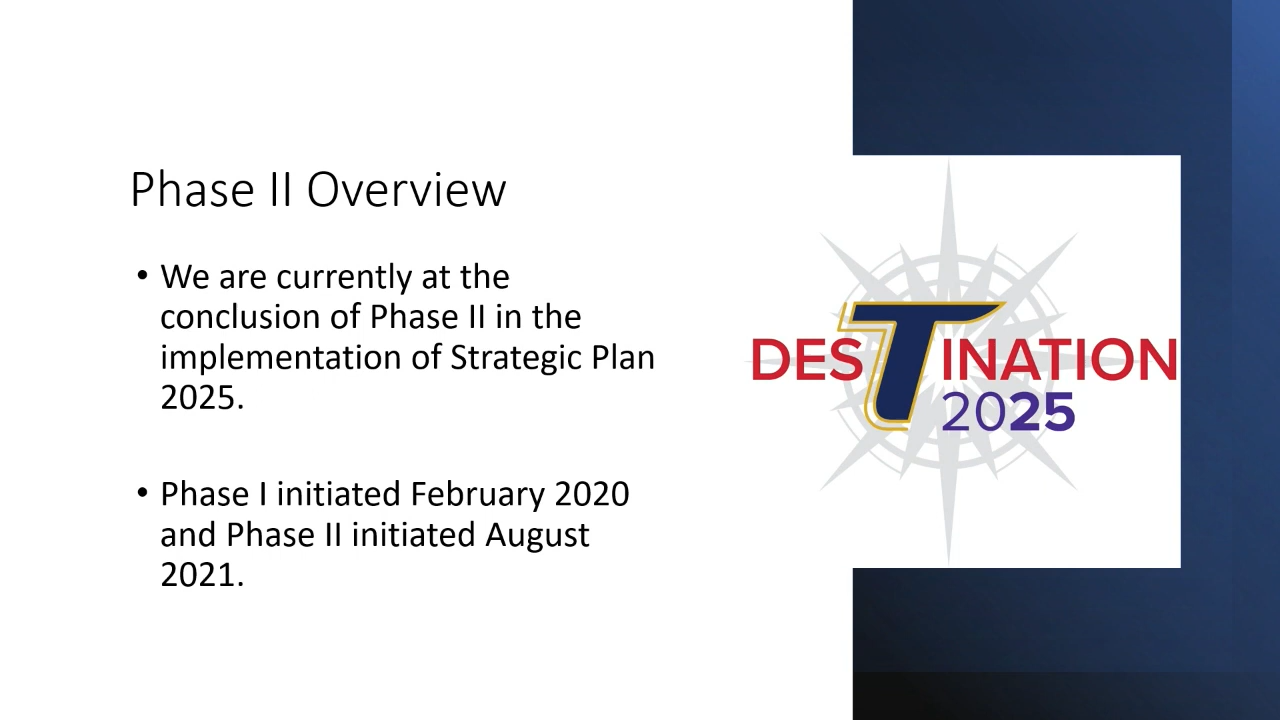 Phase II Overview
• We are currently at the
conclusion of Phase II in the
implementation of Strategic Plan
2025.
• Phase I initiated February 2020
and Phase II initiated August
2021.
DESTINATION
2025